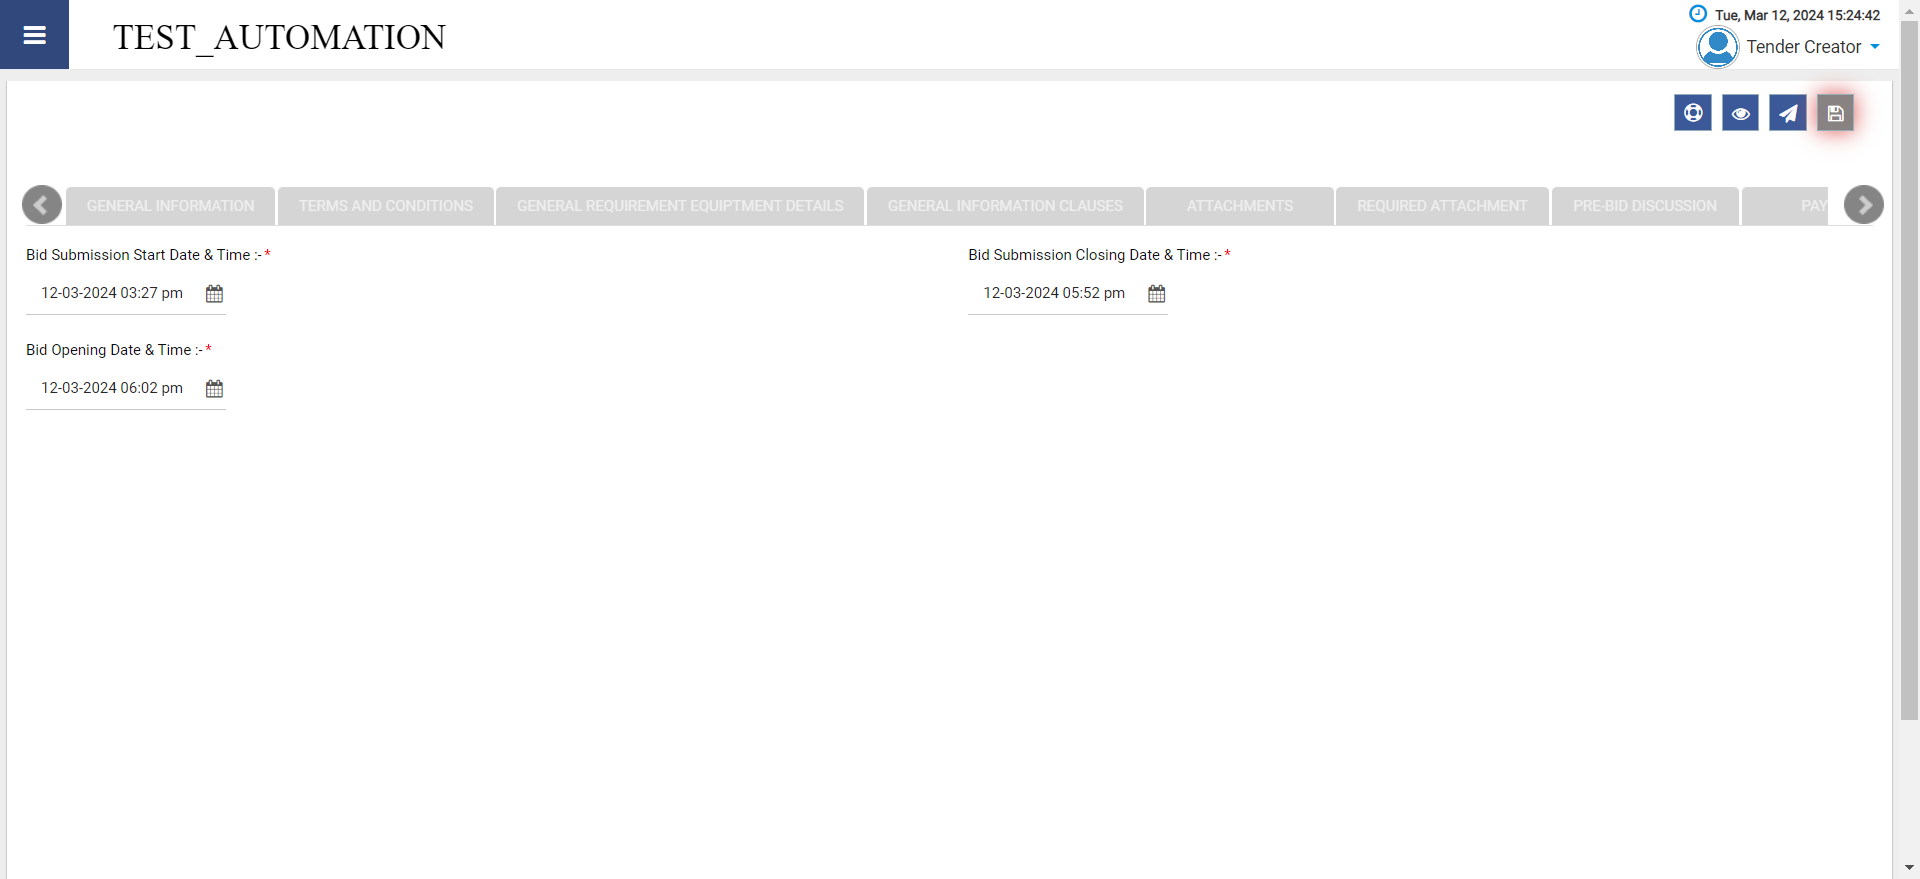 TEST_AUTOMATION
Tue, Mar 12, 2024 15:24:42
Tender Creator
GENERAL INFORMATION
TERMS AND CONDITIONS
GENERAL REQUIREMENT EQUIPTMENT DETAILS
GENERAL INFORMATION CLAUSES
ATTACHMENTS
REQUIRED ATTACHMENT
PRE-BID DISCUSSION
PAY
Bid Submission Start Date & Time :- *
Bid Submission Closing Date & Time :- *
12-03-2024 03:27 pm
12-03-2024 05:52 pm
Bid Opening Date & Time :- *
12-03-2024 06:02 pm